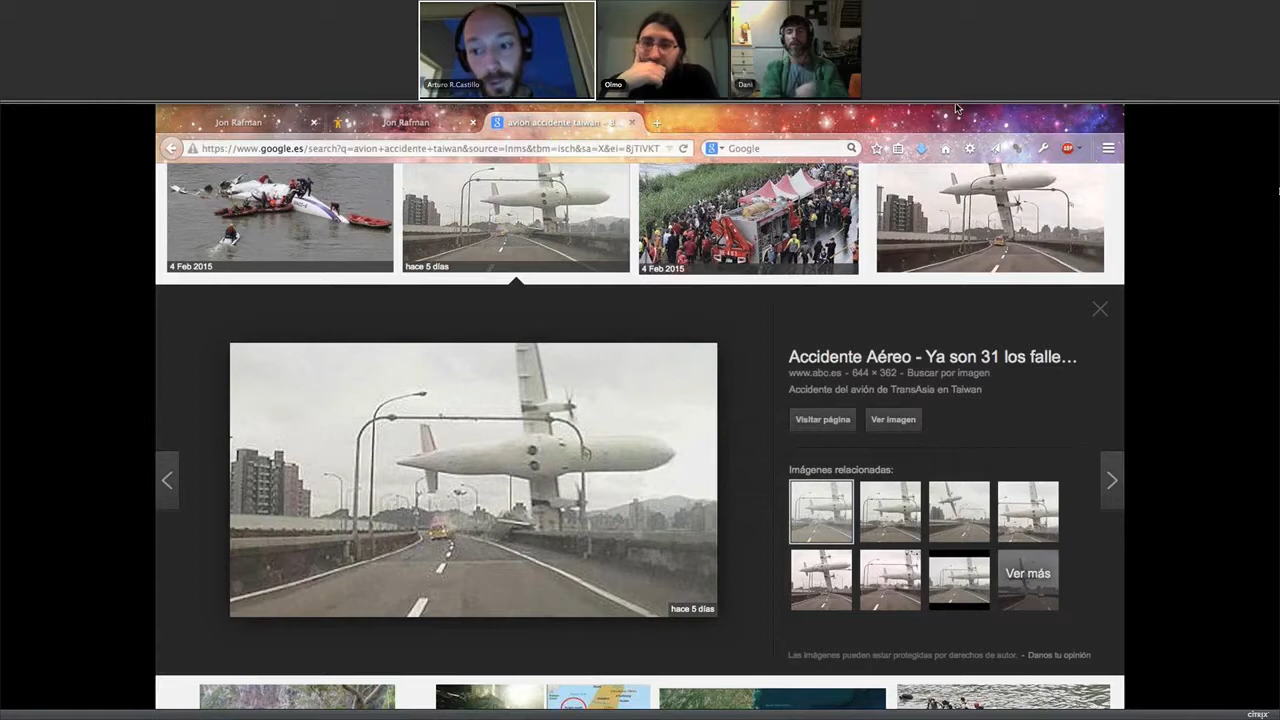 Arturo R.Castillo
Olmo
Dani
Jon Rafman
Jon Rafman
avion accidente taiwan - B
https://www.google.es/search?q=avion+accidente+taiwan&source=lnms&tbm=isch&sa=X&ei=8jTIVKT
Google
4 Feb 2015
hace 5 días
4 Feb 2015
Accidente Aéreo - Ya son 31 los falle...
www.abc.es - 644 × 362 - Buscar por imagen
Accidente del avión de TransAsia en Taiwan
Visitar página
Ver imagen
Imágenes relacionadas:
Ver más
hace 5 días
Las imágenes pueden estar protegidas por derechos de autor. - Danos tu opinión
CITRIX